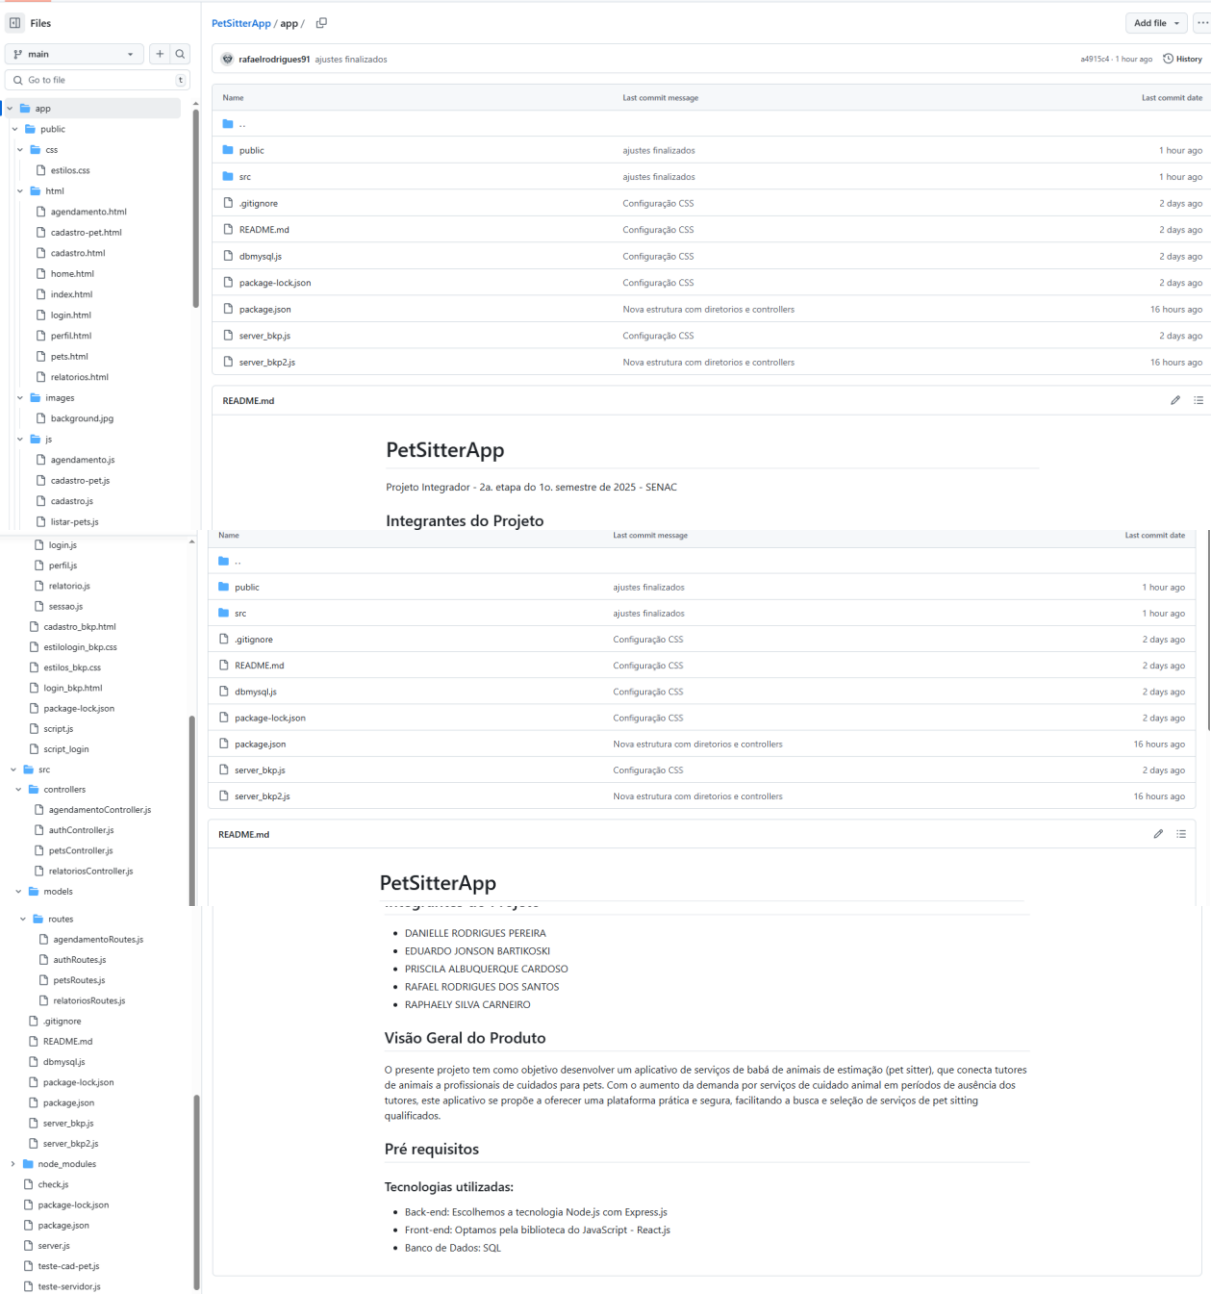 Files
main
Go to file
t
app
public
css
estilos.css
html
agendamento.html
cadastro-pet.html
cadastro.html
home.html
index.html
login.html
perfil.html
pets.html
relatorios.html
images
background.jpg
js
agendamento.js
cadastro-pet.js
cadastro.js
listar-pets.js
PetSitterApp / app /
Add file
rafaelrodrigues91 ajustes finalizados
a4915c4 · 1 hour ago History
Name Last commit message Last commit date
..
public ajustes finalizados 1 hour ago
src ajustes finalizados 1 hour ago
.gitignore Configuração CSS 2 days ago
README.md Configuração CSS 2 days ago
dbmysql.js Configuração CSS 2 days ago
package-lock.json Configuração CSS 2 days ago
package.json Nova estrutura com diretorios e controllers 16 hours ago
server_bkp.js Configuração CSS 2 days ago
server_bkp2.js Nova estrutura com diretorios e controllers 16 hours ago
README.md
PetSitterApp
Projeto Integrador - 2a. etapa do 1o. semestre de 2025 - SENAC
Integrantes do Projeto
login.js
perfil.js
relatorio.js
sessao.js
cadastro_bkp.html
estilologin_bkp.css
estilos_bkp.css
login_bkp.html
package-lock.json
script.js
script_login
src
controllers
agendamentoController.js
authController.js
petsController.js
relatoriosController.js
models
Name Last commit message Last commit date
..
public ajustes finalizados 1 hour ago
src ajustes finalizados 1 hour ago
.gitignore Configuração CSS 2 days ago
README.md Configuração CSS 2 days ago
dbmysql.js Configuração CSS 2 days ago
package-lock.json Configuração CSS 2 days ago
package.json Nova estrutura com diretorios e controllers 16 hours ago
server_bkp.js Configuração CSS 2 days ago
server_bkp2.js Nova estrutura com diretorios e controllers 16 hours ago
README.md
PetSitterApp
routes
agendamentoRoutes.js
authRoutes.js
petsRoutes.js
relatoriosRoutes.js
.gitignore
README.md
dbmysql.js
package-lock.json
package.json
server_bkp.js
server_bkp2.js
node_modules
check.js
package-lock.json
package.json
server.js
teste-cad-pet.js
teste-servidor.js
Integrantes do Projeto
DANIELLE RODRIGUES PEREIRA
EDUARDO JONSON BARTIKOSKI
PRISCILA ALBUQUERQUE CARDOSO
RAFAEL RODRIGUES DOS SANTOS
RAPHAELY SILVA CARNEIRO
Visão Geral do Produto
O presente projeto tem como objetivo desenvolver um aplicativo de serviços de babá de animais de estimação (pet sitter), que conecta tutores
de animais a profissionais de cuidados para pets. Com o aumento da demanda por serviços de cuidado animal em períodos de ausência dos
tutores, este aplicativo se propõe a oferecer uma plataforma prática e segura, facilitando a busca e seleção de serviços de pet sitting
qualificados.
Pré requisitos
Tecnologias utilizadas:
Back-end: Escolhemos a tecnologia Node.js com Express.js
Front-end: Optamos pela biblioteca do JavaScript - React.js
Banco de Dados: SQL